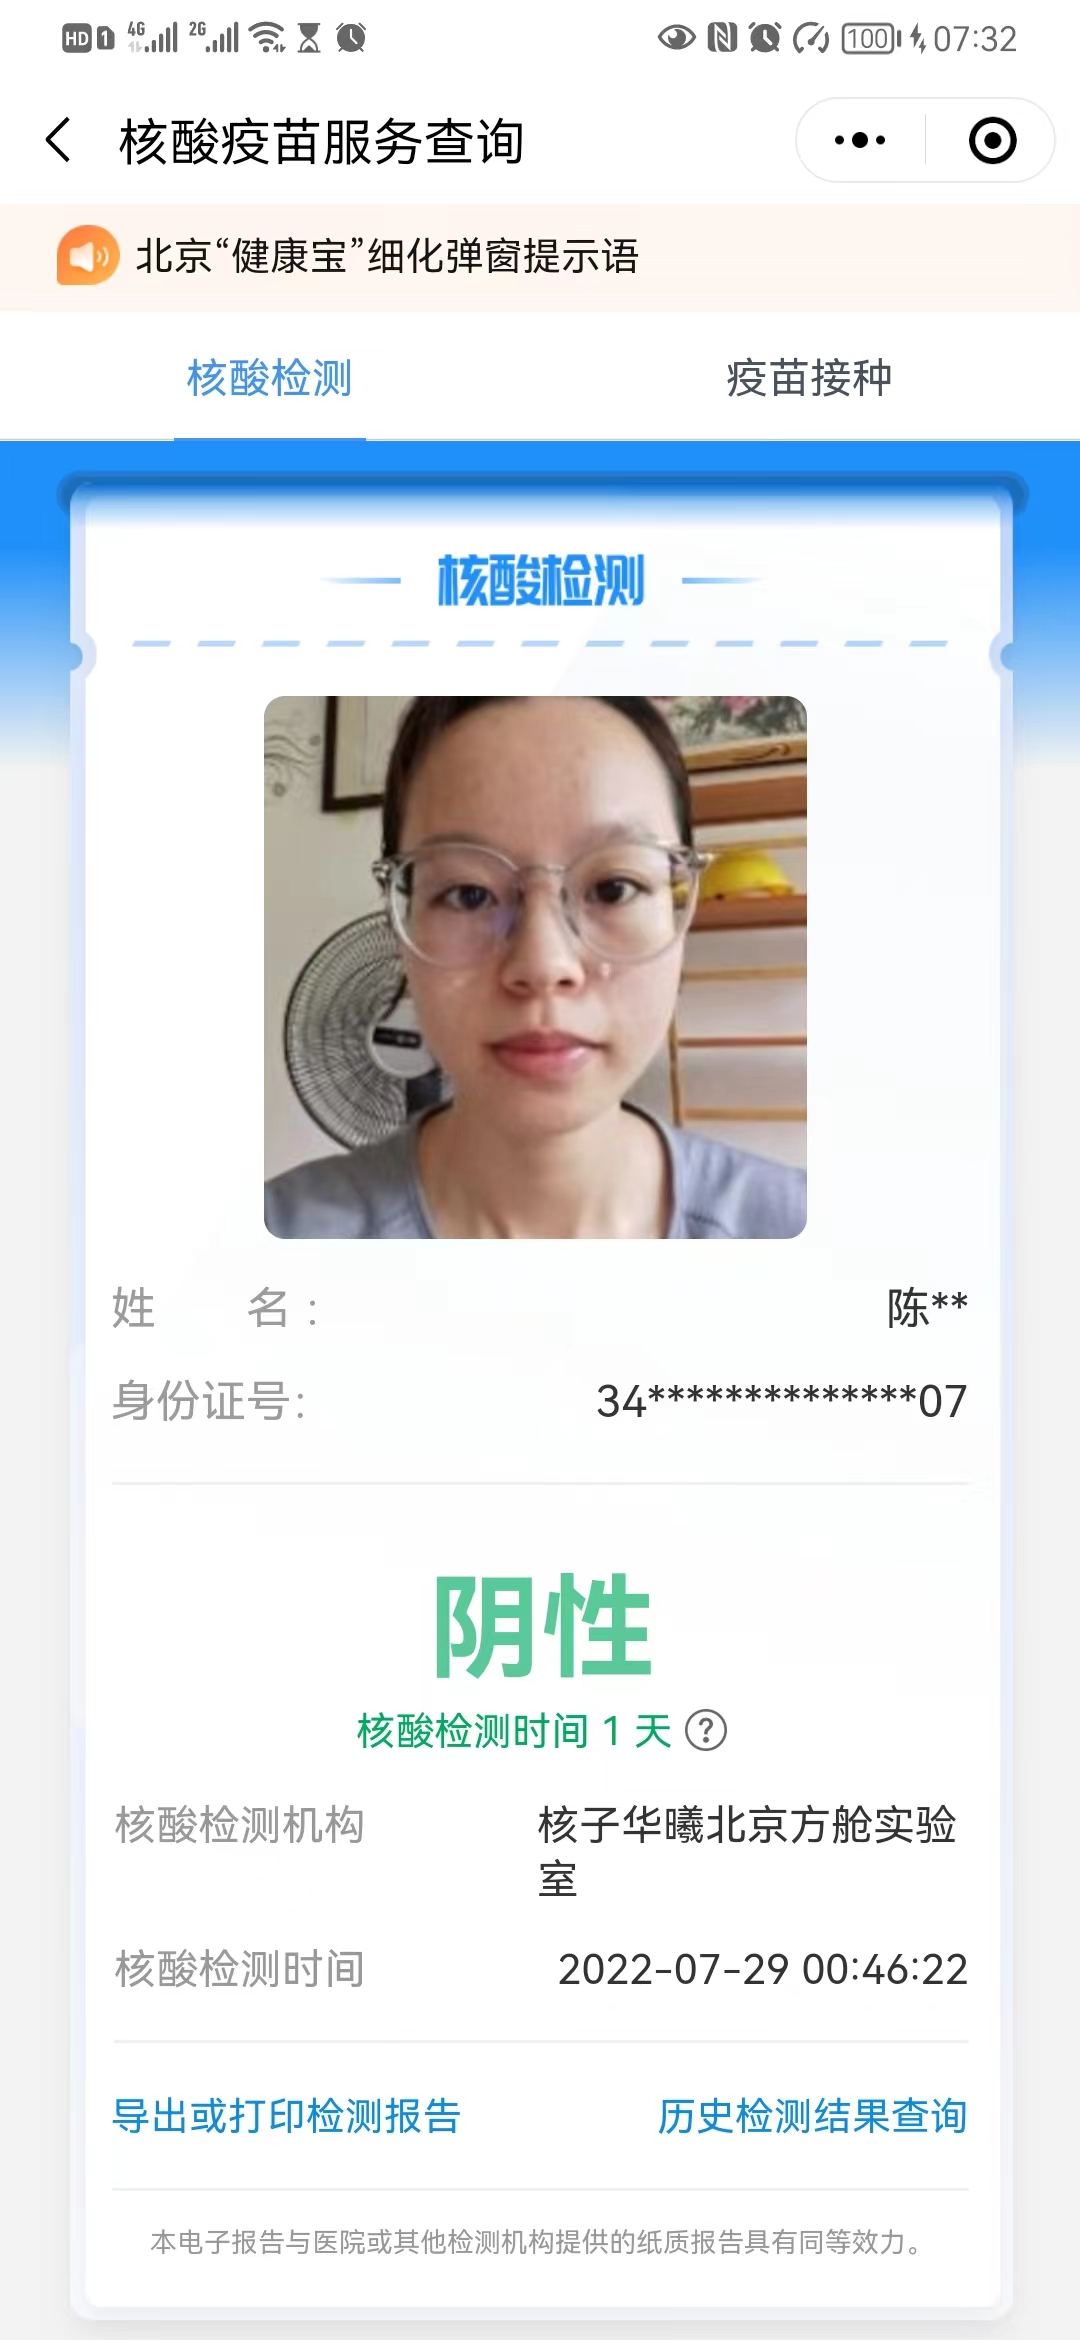 HD 1 4G 2G 100 07:32
核酸疫苗服务查询
北京“健康宝”细化弹窗提示语
核酸检测 疫苗接种
核酸检测
姓 名： 陈**
身份证号: 34**************07
阴性
核酸检测时间 1 天 ?
核酸检测机构 核子华曦北京方舱实验
室
核酸检测时间 2022-07-29 00:46:22
导出或打印检测报告 历史检测结果查询
本电子报告与医院或其他检测机构提供的纸质报告具有同等效力。